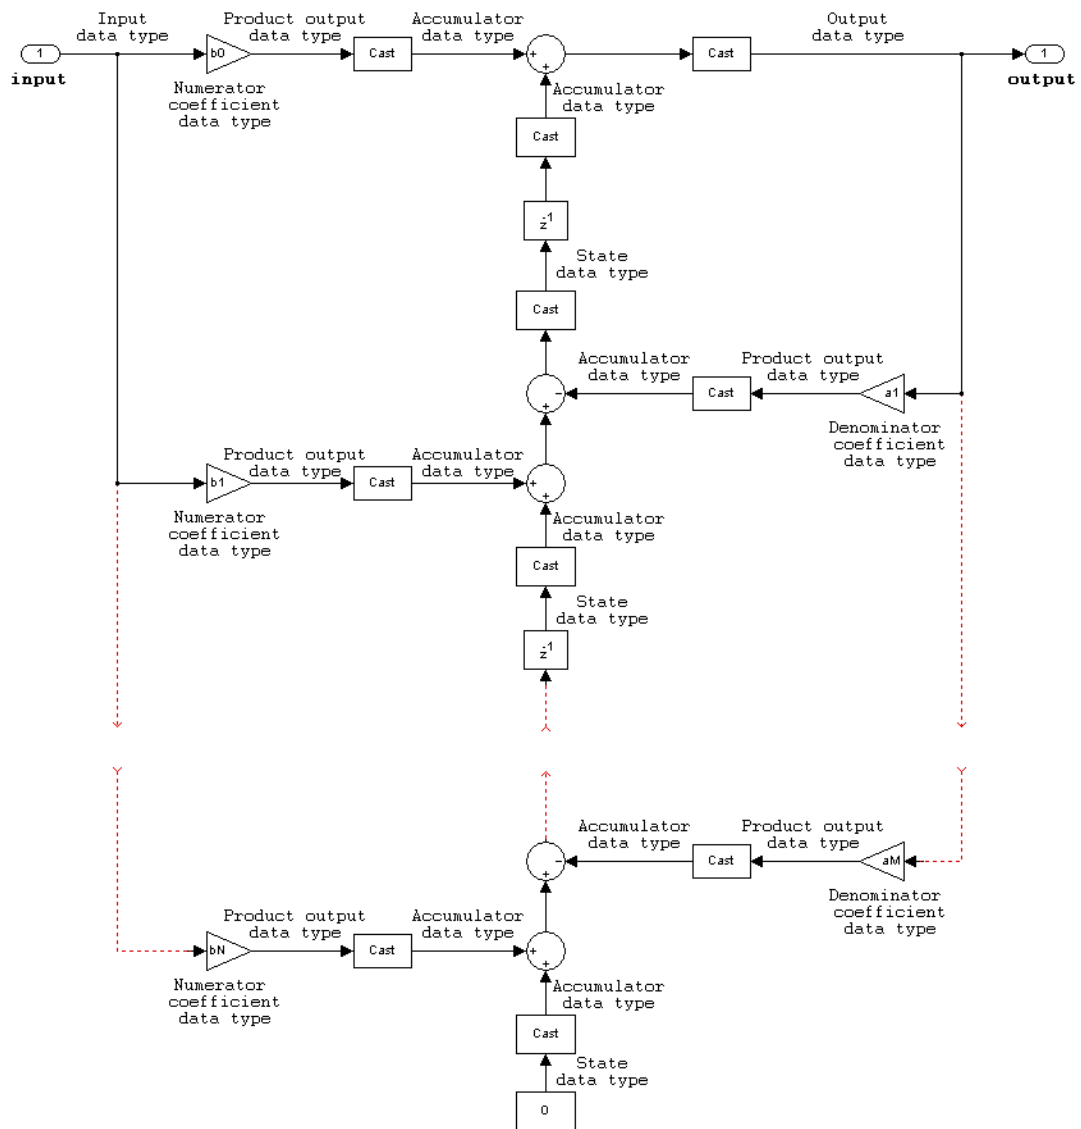 Input
data type
Product output
data type
Accumulator
data type
Output
data type
1
b0
Cast
+
+
Cast
1
input
output
Numerator
coefficient
data type
Accumulator
data type
Cast
z-1
State
data type
Cast
Accumulator
data type
Product output
data type
-
+
Cast
a1
Denominator
coefficient
data type
Product output
data type
Accumulator
data type
b1
Cast
+
+
Numerator
coefficient
data type
Accumulator
data type
Cast
State
data type
z-1
Accumulator
data type
Product output
data type
-
+
Cast
aM
Denominator
coefficient
data type
Product output
data type
Accumulator
data type
bN
Cast
+
+
Numerator
coefficient
data type
Accumulator
data type
Cast
State
data type
0